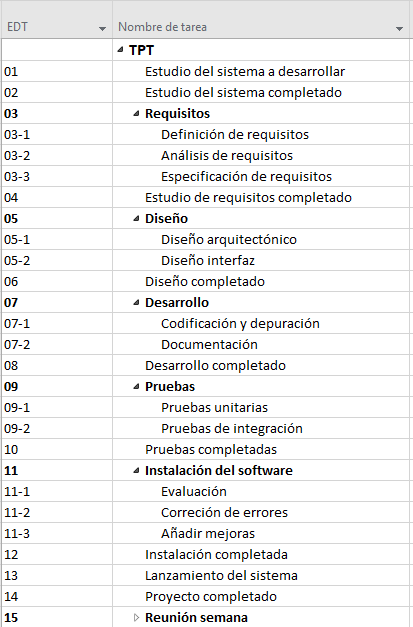 EDT Nombre de tarea
TPT
01 Estudio del sistema a desarrollar
02 Estudio del sistema completado
03 Requisitos
03-1 Definición de requisitos
03-2 Análisis de requisitos
03-3 Especificación de requisitos
04 Estudio de requisitos completado
05 Diseño
05-1 Diseño arquitectónico
05-2 Diseño interfaz
06 Diseño completado
07 Desarrollo
07-1 Codificación y depuración
07-2 Documentación
08 Desarrollo completado
09 Pruebas
09-1 Pruebas unitarias
09-2 Pruebas de integración
10 Pruebas completadas
11 Instalación del software
11-1 Evaluación
11-2 Correción de errores
11-3 Añadir mejoras
12 Instalación completada
13 Lanzamiento del sistema
14 Proyecto completado
15 Reunión semana